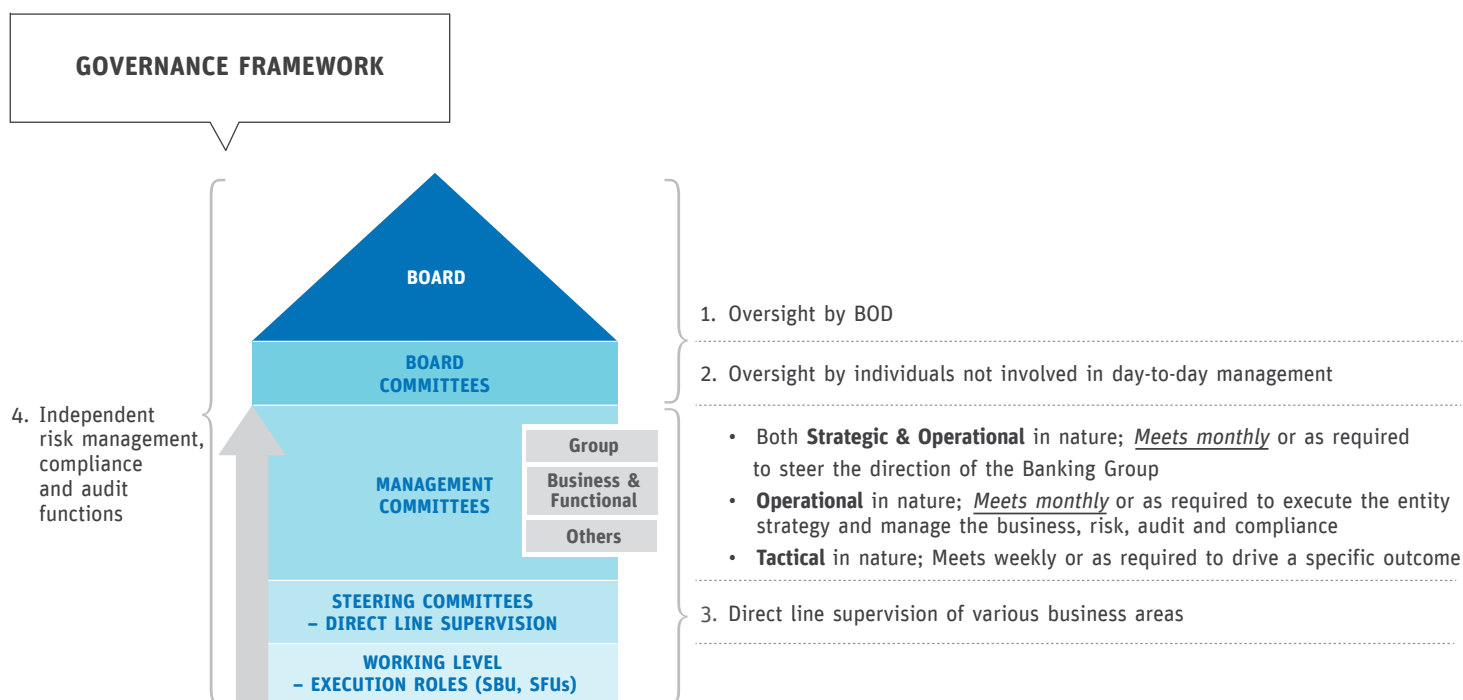 GOVERNANCE FRAMEWORK
BOARD
BOARD
COMMITTEES
MANAGEMENT
COMMITTEES
Group
Business &
Functional
Others
STEERING COMMITTEES
– DIRECT LINE SUPERVISION
WORKING LEVEL
– EXECUTION ROLES (SBU, SFUs)
4. Independent
risk management,
compliance
and audit
functions
1. Oversight by BOD
2. Oversight by individuals not involved in day-to-day management
• Both Strategic & Operational in nature; Meets monthly or as required
to steer the direction of the Banking Group
• Operational in nature; Meets monthly or as required to execute the entity
strategy and manage the business, risk, audit and compliance
• Tactical in nature; Meets weekly or as required to drive a specific outcome
3. Direct line supervision of various business areas